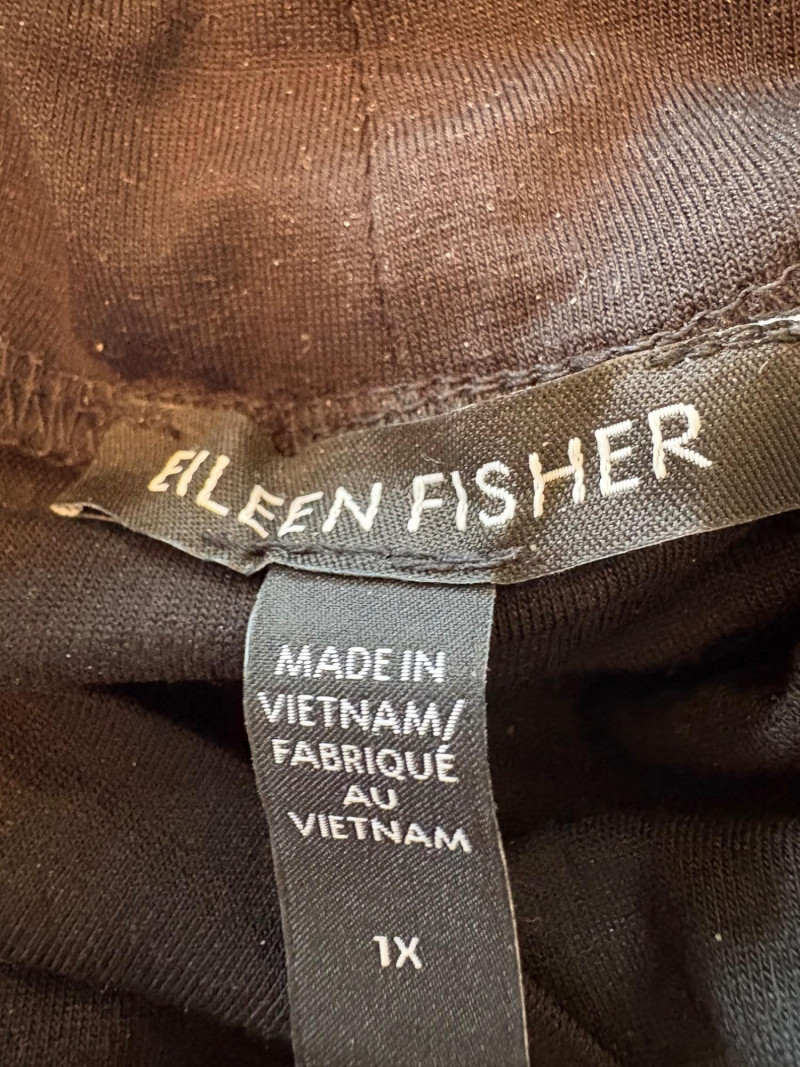 EILEEN FISHER
MADE IN
VIETNAM/
FABRIQUÉ
AU
VIETNAM
1X